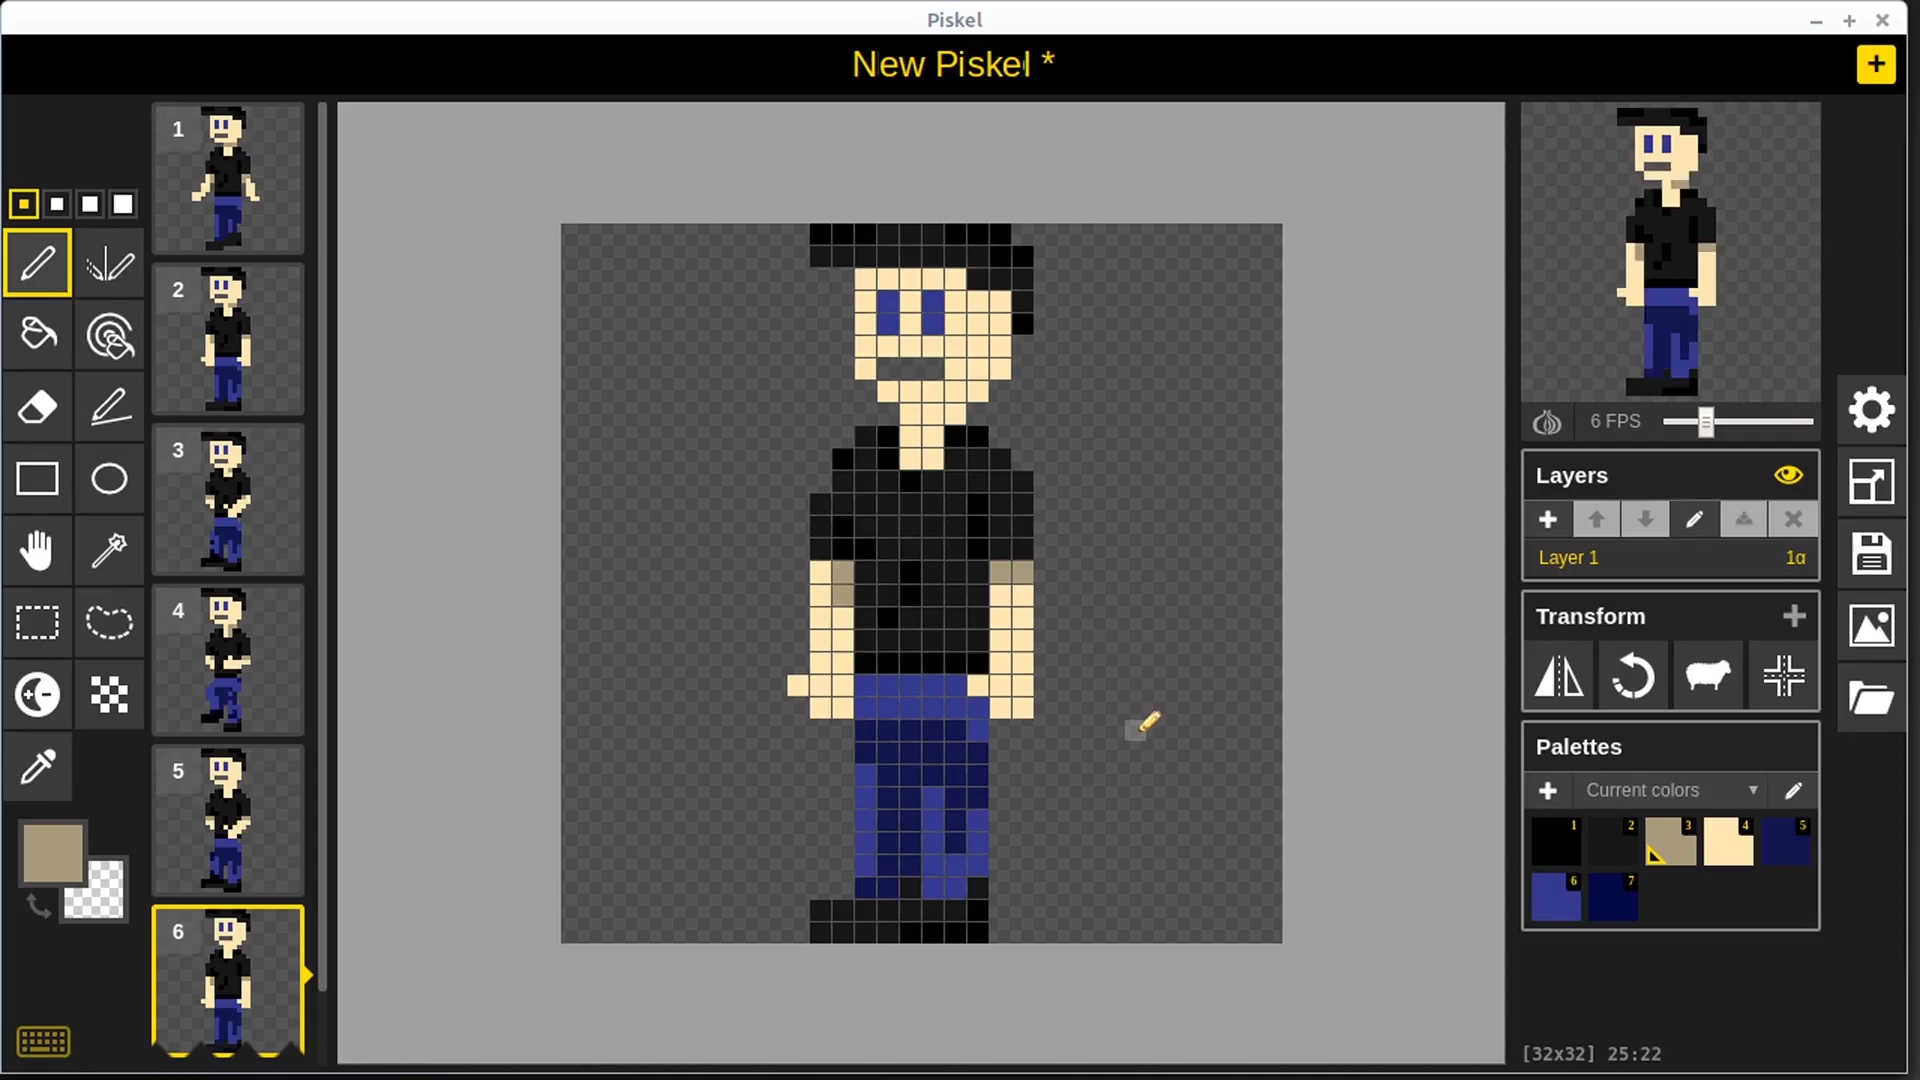 Piskel
New Piskel *
1
2
3
4
5
6
6 FPS
Layers
Layer 1
1α
Transform
Palettes
Current colors
1 2 3 4 5
6 7
[32x32] 25:22